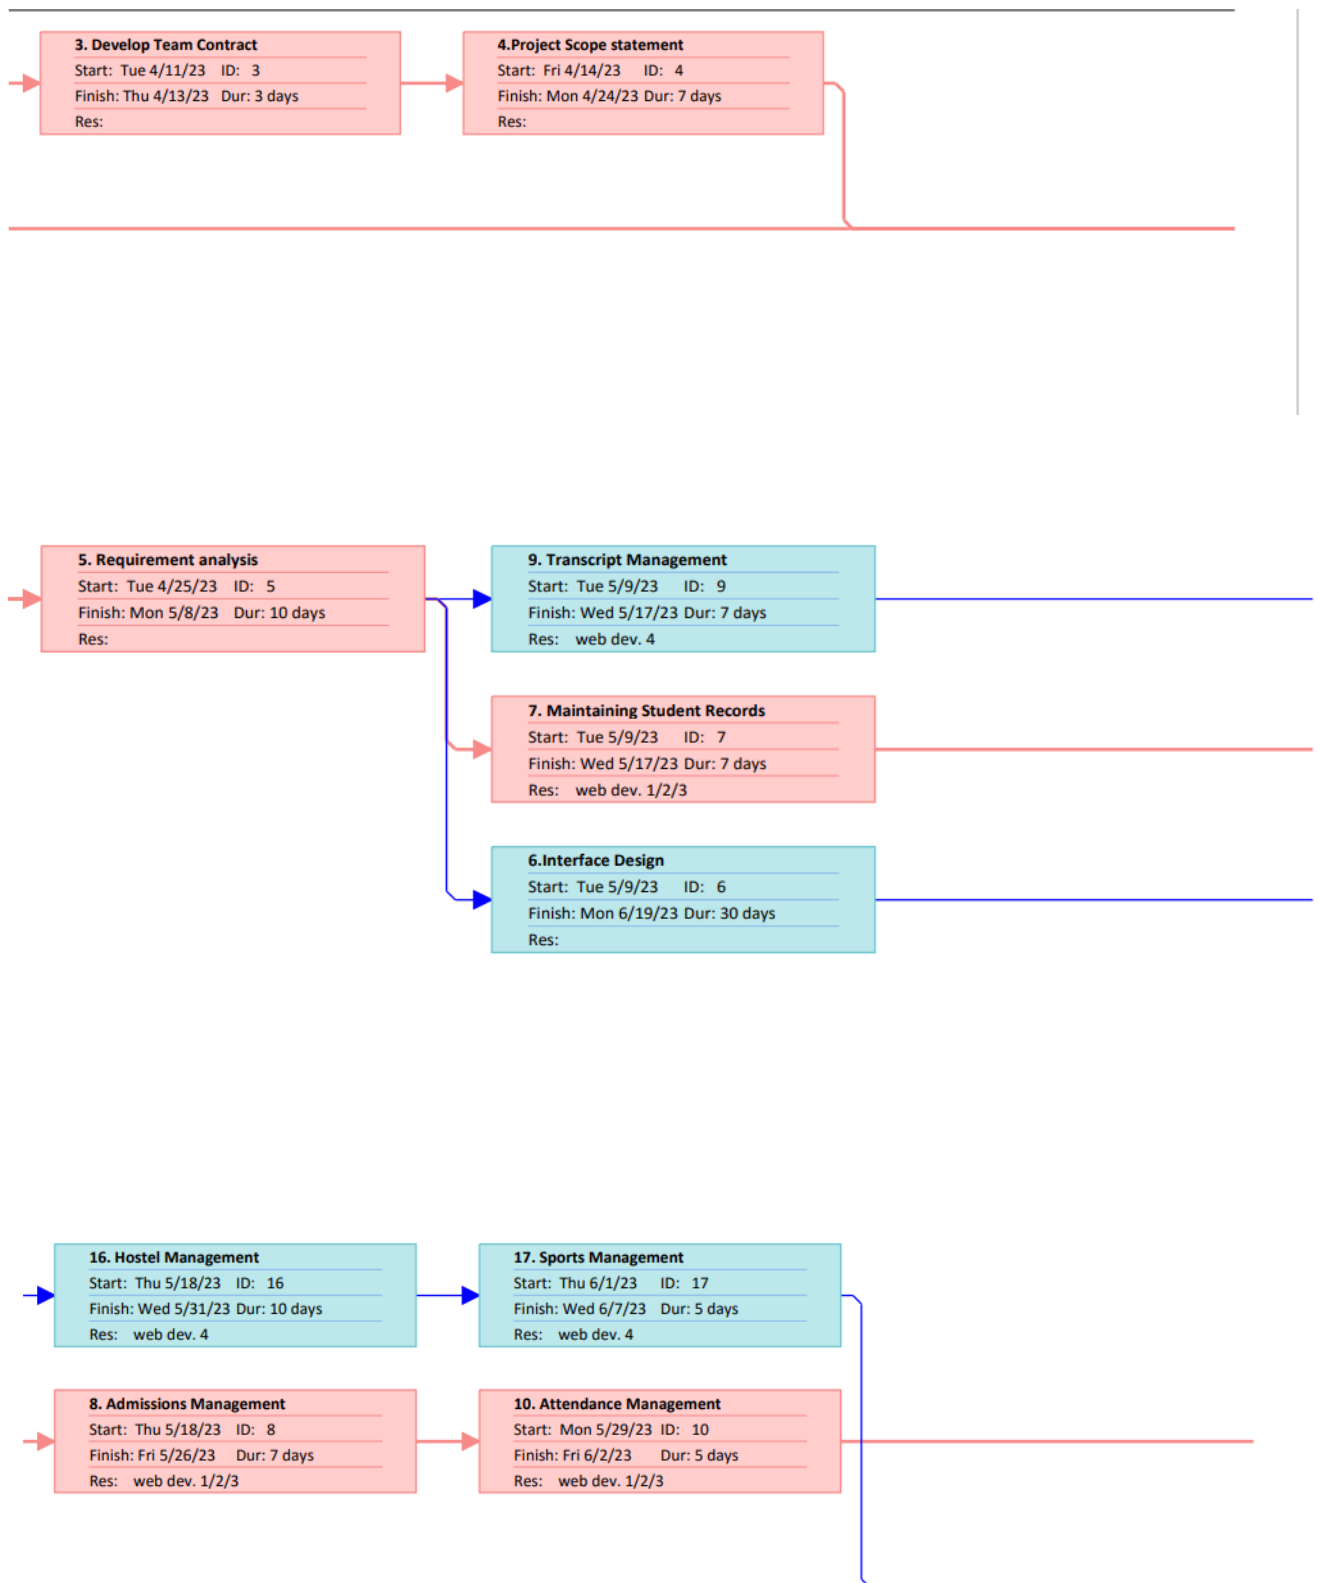 3. Develop Team Contract
Start: Tue 4/11/23 ID: 3
Finish: Thu 4/13/23 Dur: 3 days
Res:
4.Project Scope statement
Start: Fri 4/14/23 ID: 4
Finish: Mon 4/24/23 Dur: 7 days
Res:
5. Requirement analysis
Start: Tue 4/25/23 ID: 5
Finish: Mon 5/8/23 Dur: 10 days
Res:
9. Transcript Management
Start: Tue 5/9/23 ID: 9
Finish: Wed 5/17/23 Dur: 7 days
Res: web dev. 4
7. Maintaining Student Records
Start: Tue 5/9/23 ID: 7
Finish: Wed 5/17/23 Dur: 7 days
Res: web dev. 1/2/3
6.Interface Design
Start: Tue 5/9/23 ID: 6
Finish: Mon 6/19/23 Dur: 30 days
Res:
16. Hostel Management
Start: Thu 5/18/23 ID: 16
Finish: Wed 5/31/23 Dur: 10 days
Res: web dev. 4
17. Sports Management
Start: Thu 6/1/23 ID: 17
Finish: Wed 6/7/23 Dur: 5 days
Res: web dev. 4
8. Admissions Management
Start: Thu 5/18/23 ID: 8
Finish: Fri 5/26/23 Dur: 7 days
Res: web dev. 1/2/3
10. Attendance Management
Start: Mon 5/29/23 ID: 10
Finish: Fri 6/2/23 Dur: 5 days
Res: web dev. 1/2/3